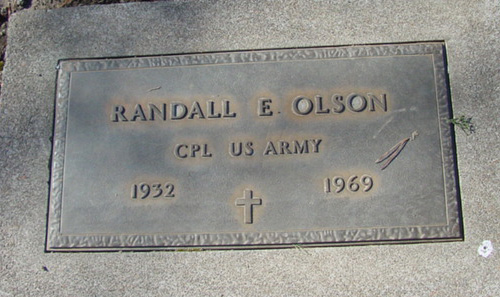 RANDALL E. OLSON
CPL US ARMY
1932 1969